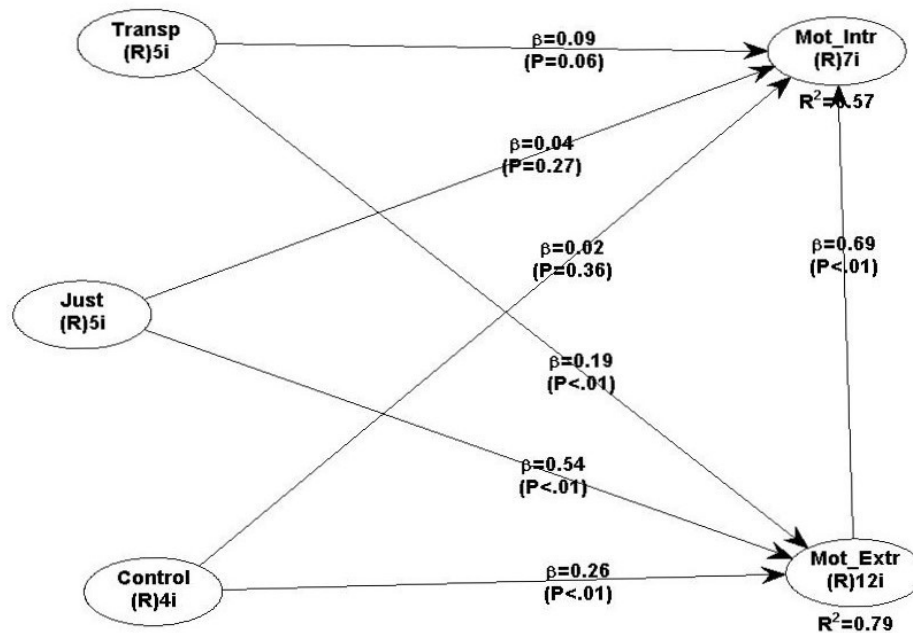 Transp
(R)5i
β=0.09
(P=0.06)
Mot_Intr
(R)7i
R²=0.57
β=0.04
(P=0.27)
β=0.02
(P=0.36)
β=0.69
(P<.01)
Just
(R)5i
β=0.19
(P<.01)
β=0.54
(P<.01)
Control
(R)4i
β=0.26
(P<.01)
Mot_Extr
(R)12i
R²=0.79